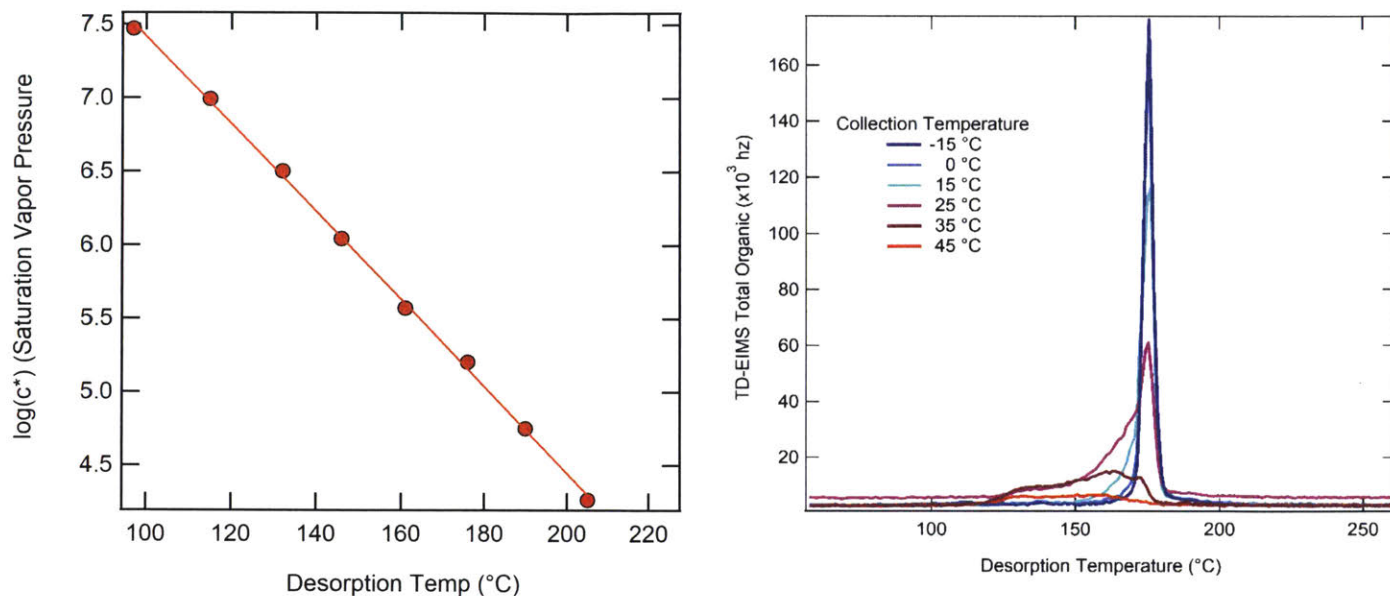 7.5
7.0
6.5
6.0
5.5
5.0
4.5
log(c*) (Saturation Vapor Pressure
100 120 140 160 180 200 220
Desorption Temp (°C)
160
140
120
100
80
60
40
20
TD-EIMS Total Organic (x10³ hz)
Collection Temperature
-15 °C
0 °C
15 °C
25 °C
35 °C
45 °C
100 150 200 250
Desorption Temperature (°C)